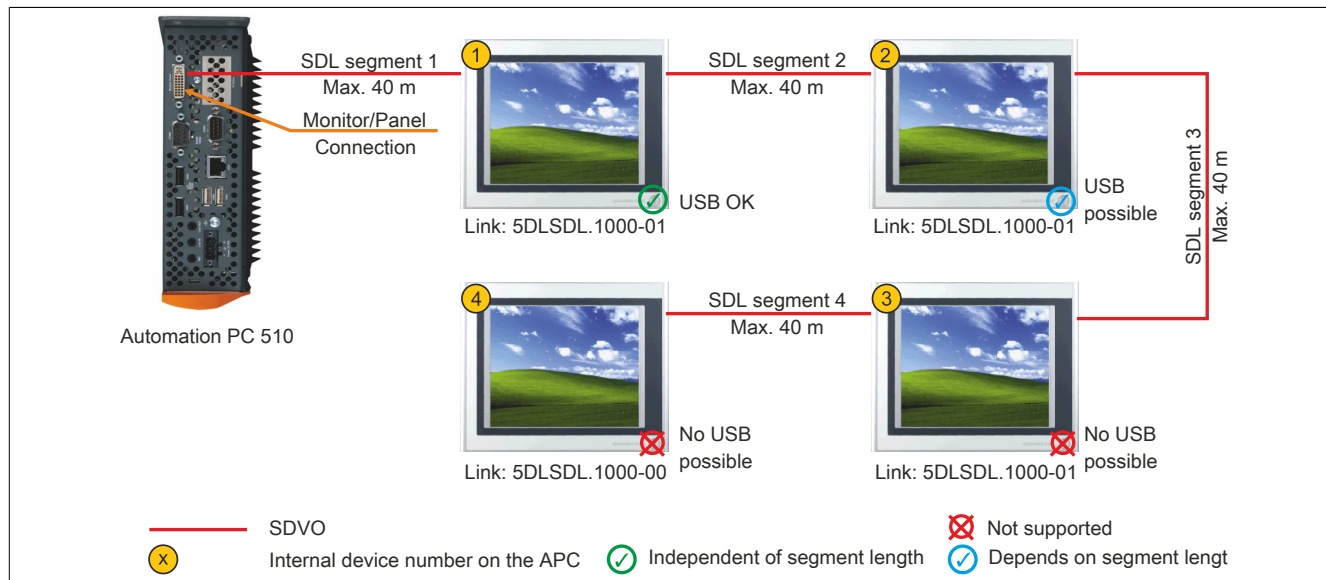 SDL segment 1
Max. 40 m
Monitor/Panel
Connection
Automation PC 510
1
USB OK
Link: 5DLSDL.1000-01
SDL segment 2
Max. 40 m
2
USB
possible
Link: 5DLSDL.1000-01
SDL segment 3
Max. 40 m
4
No USB
possible
Link: 5DLSDL.1000-00
SDL segment 4
Max. 40 m
3
No USB
possible
Link: 5DLSDL.1000-01
SDVO
Not supported
x
Internal device number on the APC
Independent of segment length
Depends on segment lengt